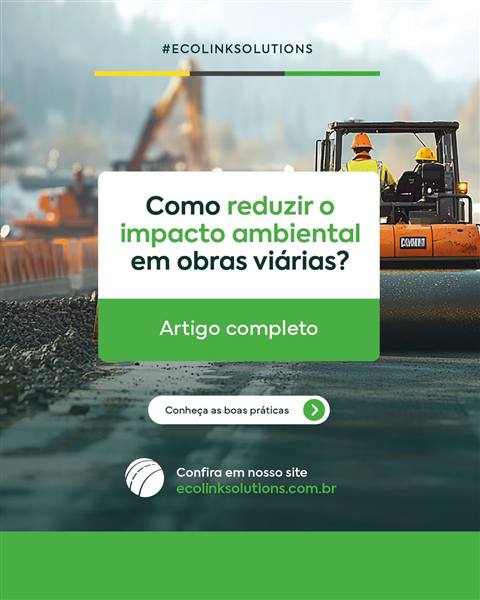 #ECOLINKSOLUTIONS
Como reduzir o
impacto ambiental
em obras viárias?
Artigo completo
Conheça as boas práticas
Confira em nosso site
ecolinksolutions.com.br